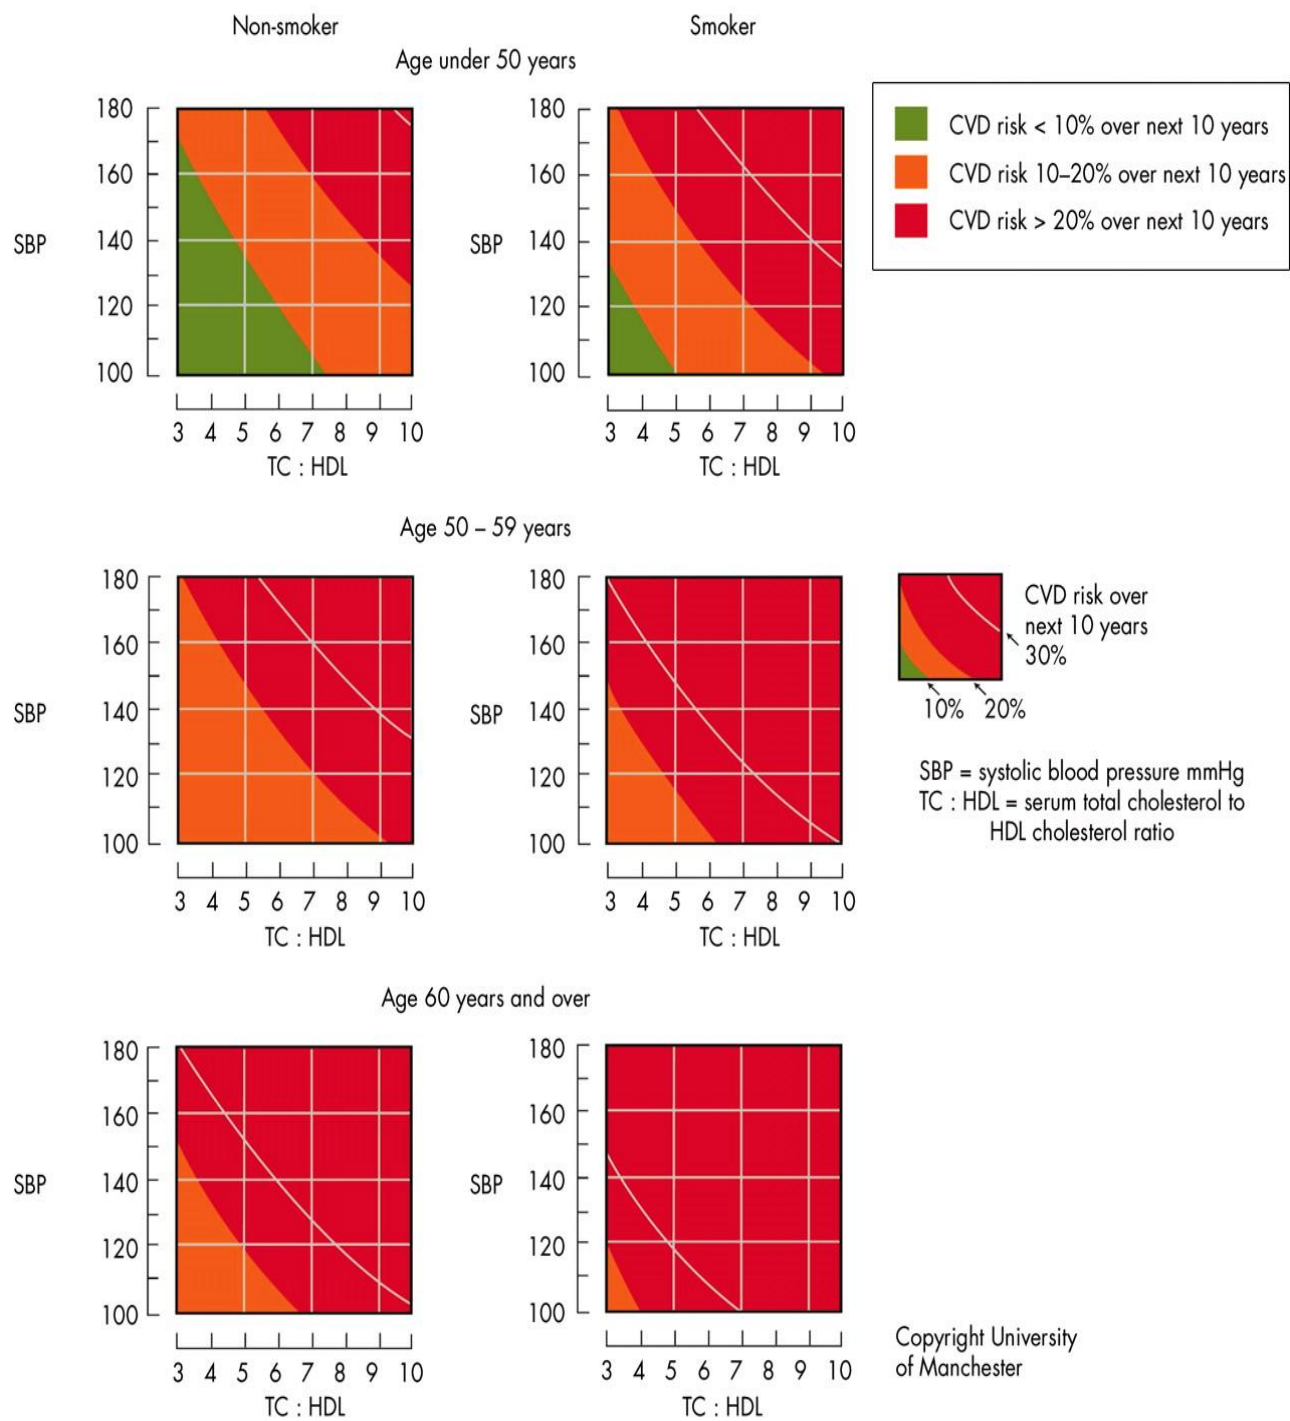 Non-smoker
Smoker
Age under 50 years
180
160
SBP
140
120
100
3 4 5 6 7 8 9 10
TC : HDL
180
160
SBP
140
120
100
3 4 5 6 7 8 9 10
TC : HDL
CVD risk < 10% over next 10 years
CVD risk 10–20% over next 10 years
CVD risk > 20% over next 10 years
Age 50 – 59 years
180
160
SBP
140
120
100
3 4 5 6 7 8 9 10
TC : HDL
180
160
SBP
140
120
100
3 4 5 6 7 8 9 10
TC : HDL
CVD risk over
next 10 years
30%
10% 20%
SBP = systolic blood pressure mmHg
TC : HDL = serum total cholesterol to
HDL cholesterol ratio
Age 60 years and over
180
160
SBP
140
120
100
3 4 5 6 7 8 9 10
TC : HDL
180
160
SBP
140
120
100
3 4 5 6 7 8 9 10
TC : HDL
Copyright University
of Manchester